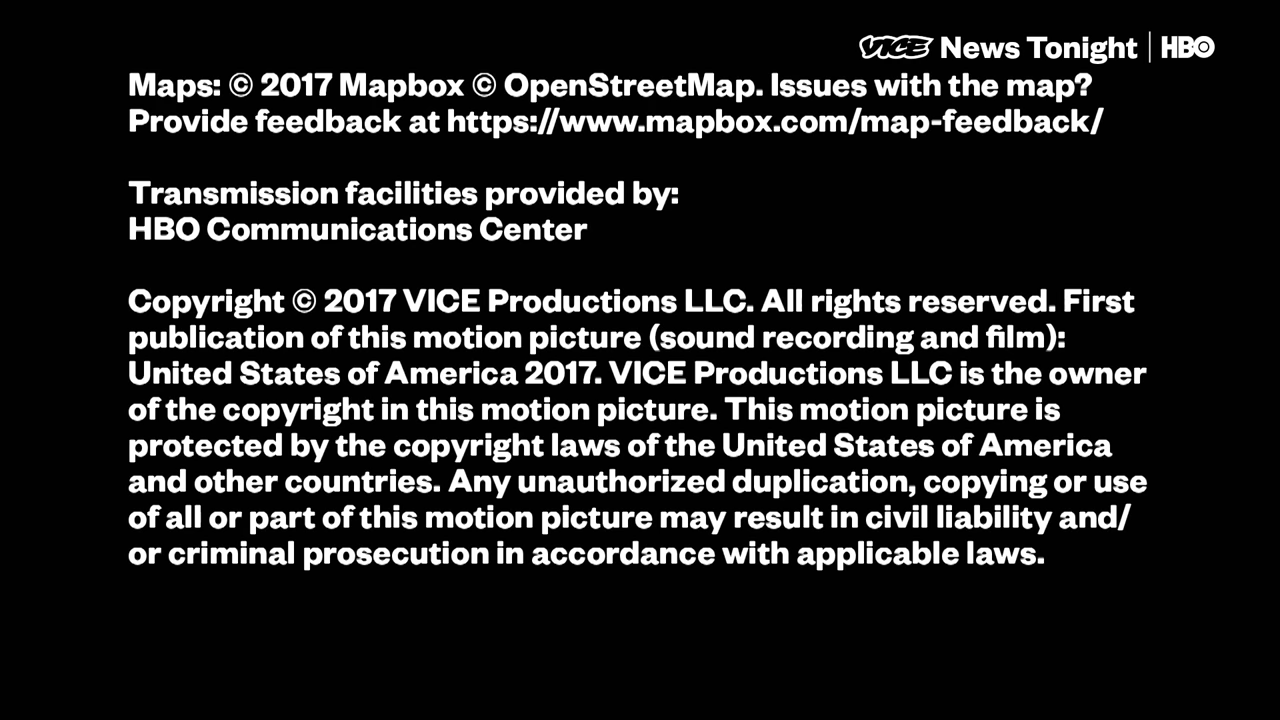 VICE News Tonight | HBO
Maps: © 2017 Mapbox © OpenStreetMap. Issues with the map?
Provide feedback at https://www.mapbox.com/map-feedback/
Transmission facilities provided by:
HBO Communications Center
Copyright © 2017 VICE Productions LLC. All rights reserved. First
publication of this motion picture (sound recording and film):
United States of America 2017. VICE Productions LLC is the owner
of the copyright in this motion picture. This motion picture is
protected by the copyright laws of the United States of America
and other countries. Any unauthorized duplication, copying or use
of all or part of this motion picture may result in civil liability and/
or criminal prosecution in accordance with applicable laws.